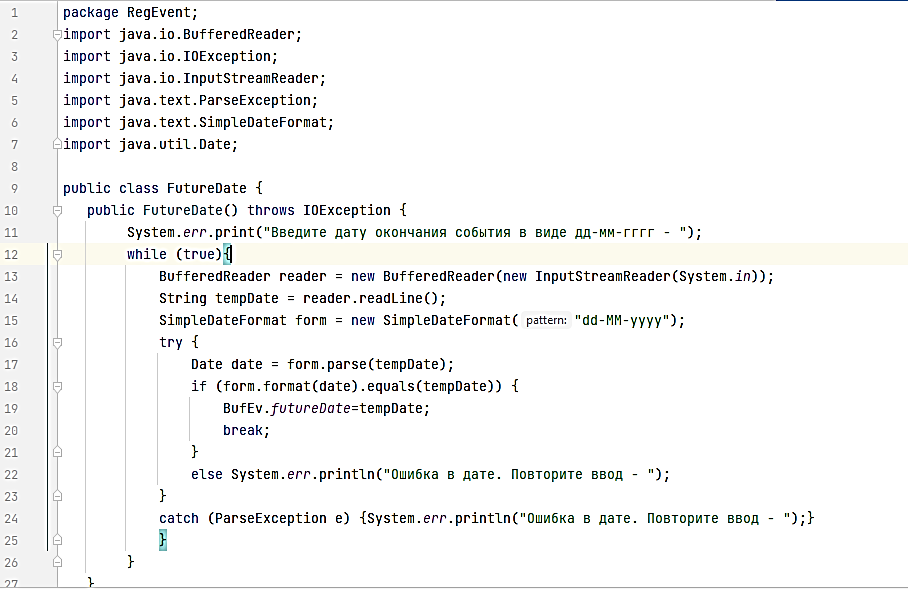 1 package RegEvent;
2 import java.io.BufferedReader;
3 import java.io.IOException;
4 import java.io.InputStreamReader;
5 import java.text.ParseException;
6 import java.text.SimpleDateFormat;
7 import java.util.Date;
8
9 public class FutureDate {
10 public FutureDate() throws IOException {
11 System.err.print("Введите дату окончания события в виде дд-мм-гггг - ");
12 while (true){
13 BufferedReader reader = new BufferedReader(new InputStreamReader(System.in));
14 String tempDate = reader.readLine();
15 SimpleDateFormat form = new SimpleDateFormat( pattern: "dd-MM-yyyy");
16 try {
17 Date date = form.parse(tempDate);
18 if (form.format(date).equals(tempDate)) {
19 BufEv.futureDate=tempDate;
20 break;
21 }
22 else System.err.println("Ошибка в дате. Повторите ввод - ");
23 }
24 catch (ParseException e) {System.err.println("Ошибка в дате. Повторите ввод - ");}
25 }
26 }
27 }